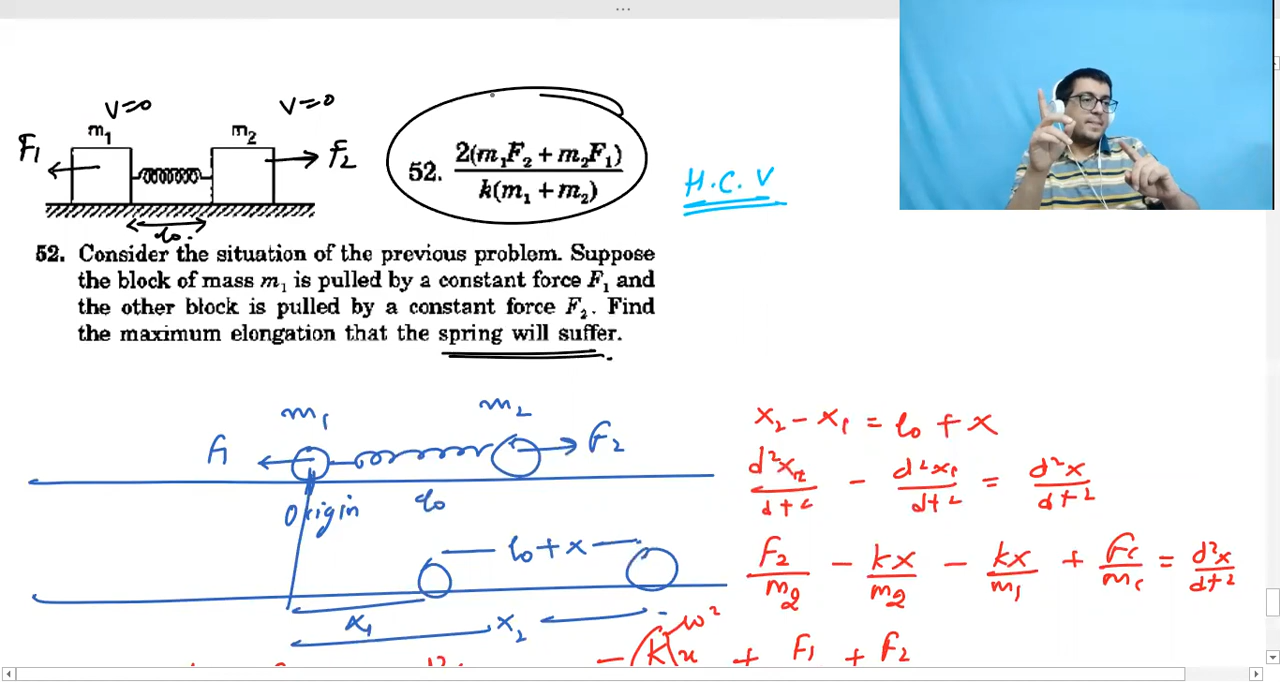 V=0 V=0
m₁ m₂
F₁ F₂
l₀
52. 2(m₁F₂ + m₂F₁) / k(m₁ + m₂)
H.C.V
52. Consider the situation of the previous problem. Suppose
the block of mass m₁ is pulled by a constant force F₁ and
the other block is pulled by a constant force F₂. Find
the maximum elongation that the spring will suffer.
m₁ m₂
F₂
origin l₀
l₀+x
x₁ x₂
x₂ - x₁ = l₀ + x
d²x₂/dt² - d²x₁/dt² = d²x/dt²
F₂/m₂ - kx/m₂ - kx/m₁ + F₁/m₁ = d²x/dt²
ω²
- (k)x + F₁ + F₂